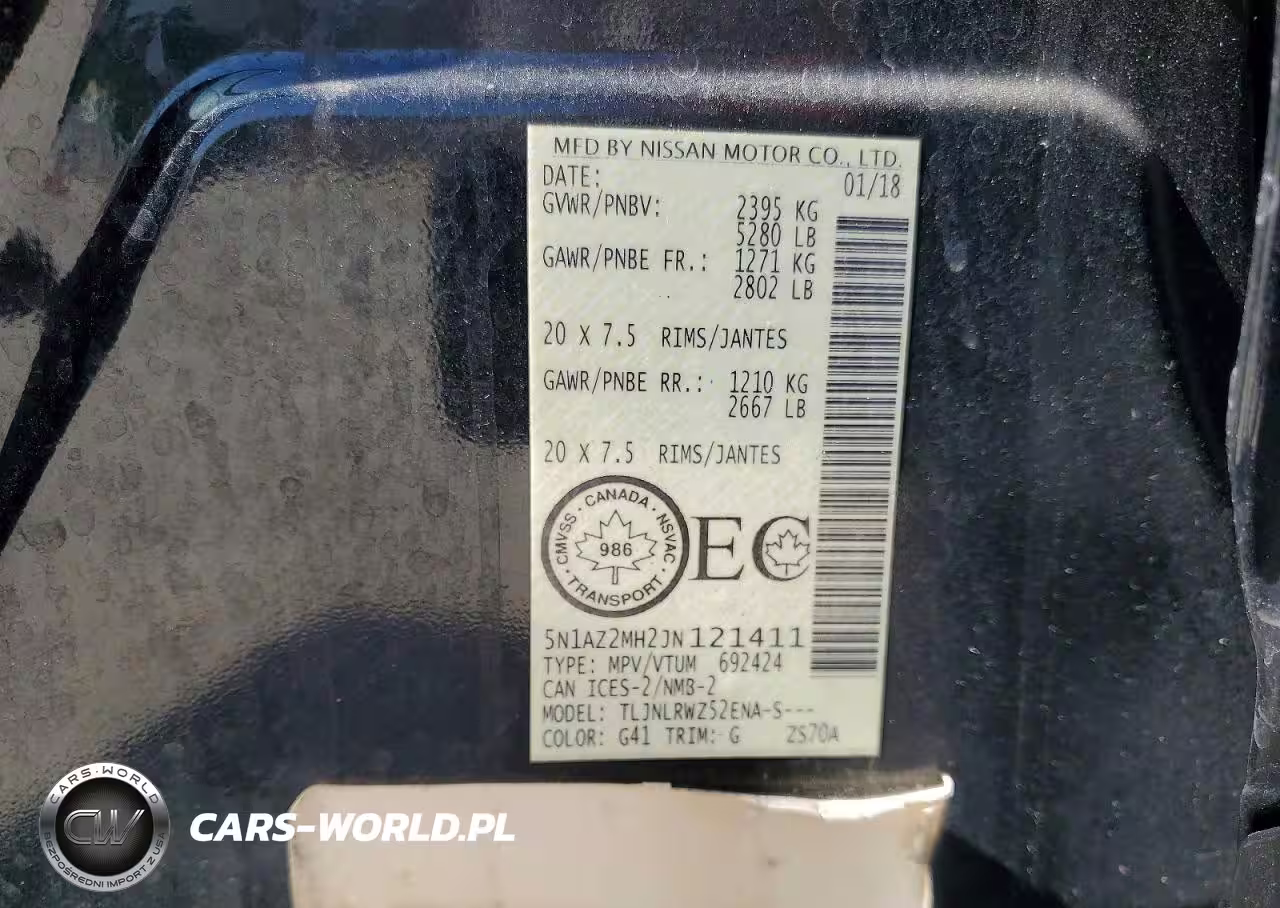 MFD BY NISSAN MOTOR CO., LTD.
DATE: 01/18
GVWR/PNBV: 2395 KG
5280 LB
GAWR/PNBE FR.: 1271 KG
2802 LB
20 X 7.5 RIMS/JANTES
GAWR/PNBE RR.: 1210 KG
2667 LB
20 X 7.5 RIMS/JANTES
CMVSS · CANADA · NSVAC · TRANSPORT ·
986
EC
5N1AZ2MH2JN121411
TYPE: MPV/VTUM 692424
CAN ICES-2/NMB-2
MODEL: TLJNLRWZ52ENA-S---
COLOR: G41 TRIM: G ZS70A
CARS-WORLD
CW
BEZPOŚREDNI IMPORT Z USA
CARS-WORLD.PL